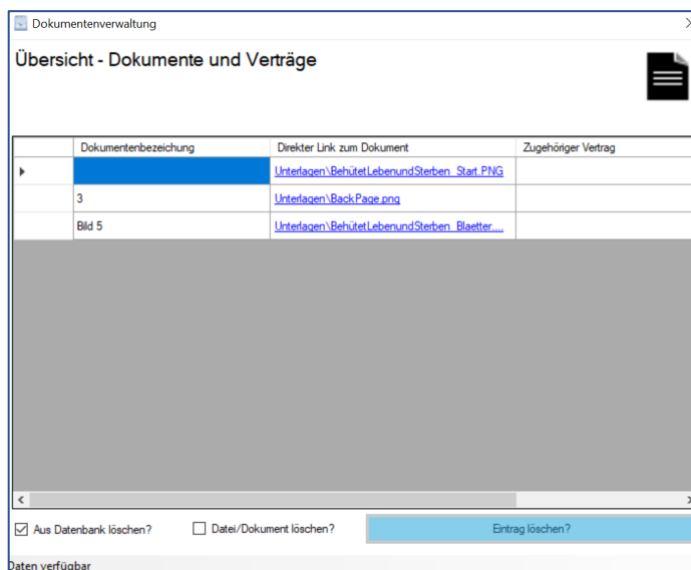 Dokumentenverwaltung
Übersicht - Dokumente und Verträge
Dokumentenbezeichung Direkter Link zum Dokument Zugehöriger Vertrag
Unterlagen\BehütetLebenundSterben_Start.PNG
3 Unterlagen\BackPage.png
Bild 5 Unterlagen\BehütetLebenundSterben_Blaetter....
Aus Datenbank löschen? Datei/Dokument löschen? Eintrag löschen?
Daten verfügbar